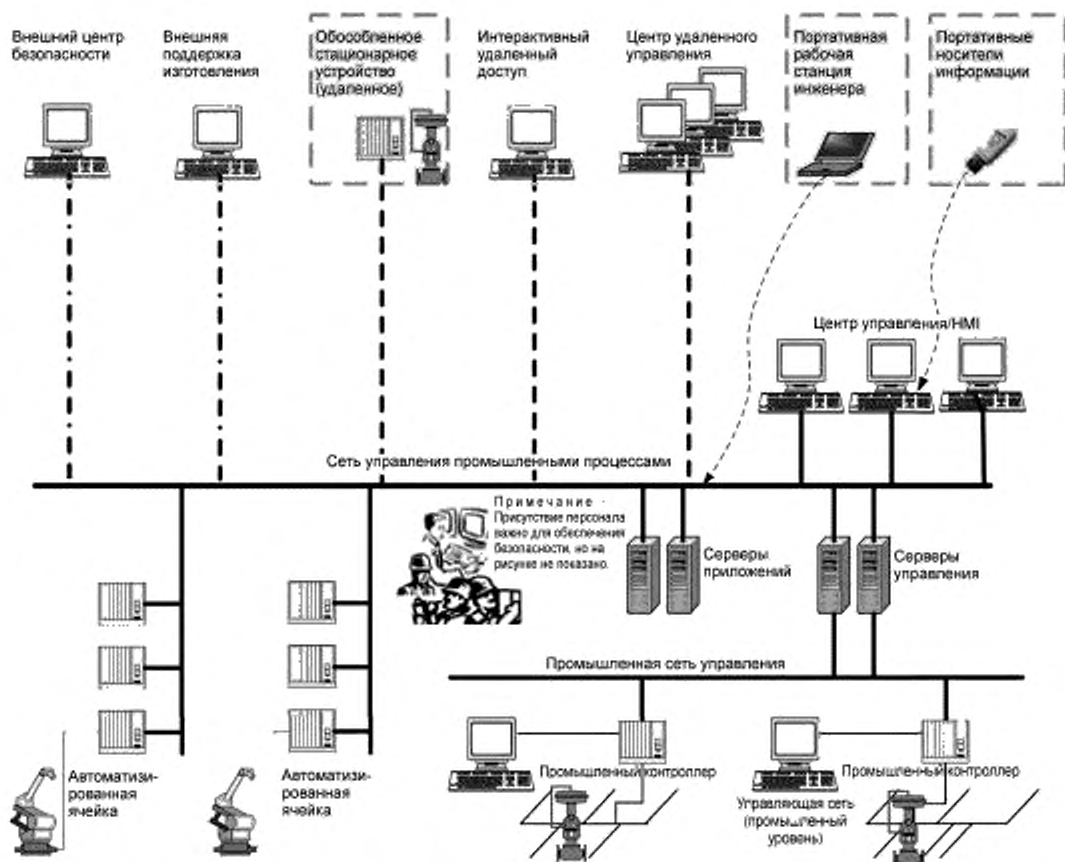 Внешний центр
безопасности
Внешняя
поддержка
изготовления
Обособленное
стационарное
устройство
(удаленное)
Интерактивный
удаленный
доступ
Центр удаленного
управления
Портативная
рабочая
станция
инженера
Портативные
носители
информации
Центр управления/HMI
Сеть управления промышленными процессами
Примечание -
Присутствие персонала
важно для обеспечения
безопасности, но на
рисунке не показано.
Серверы
приложений
Серверы
управления
Промышленная сеть управления
Автоматизи-
рованная
ячейка
Автоматизи-
рованная
ячейка
Промышленный контроллер
Промышленный контроллер
Управляющая сеть
(промышленный
уровень)